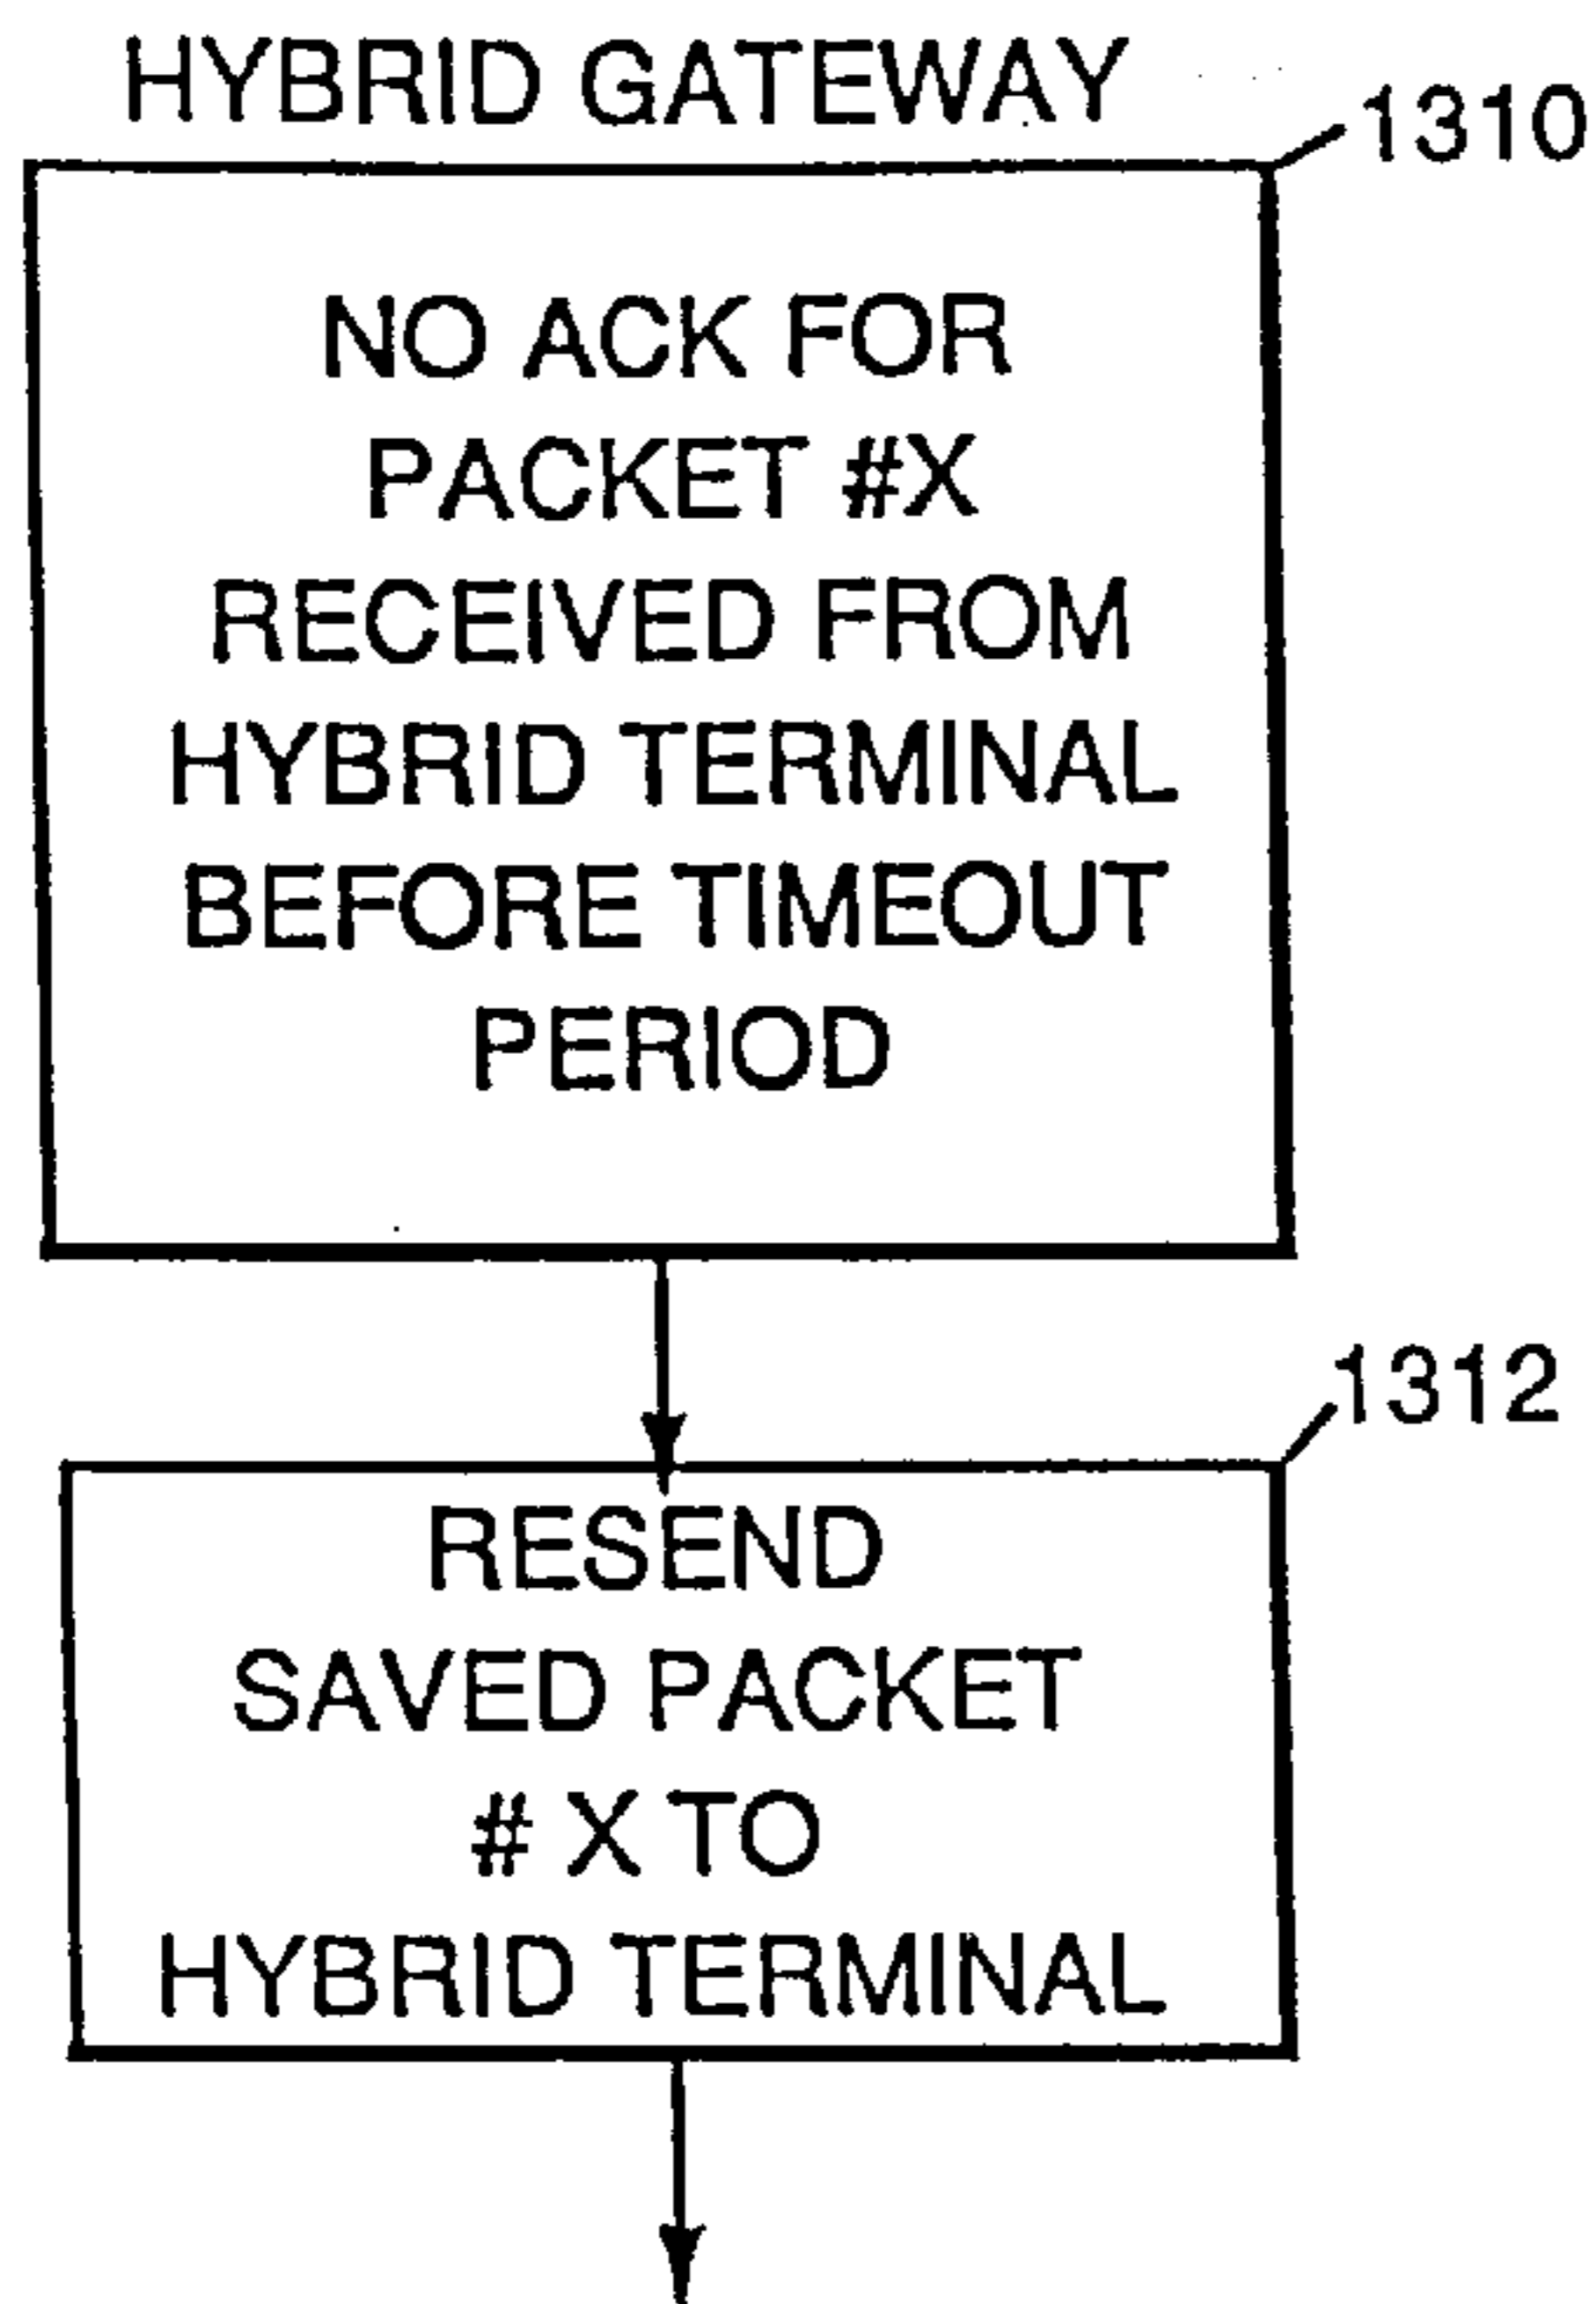 HYBRID GATEWAY
1310
NO ACK FOR
PACKET #X
RECEIVED FROM
HYBRID TERMINAL
BEFORE TIMEOUT
PERIOD
1312
RESEND
SAVED PACKET
# X TO
HYBRID TERMINAL